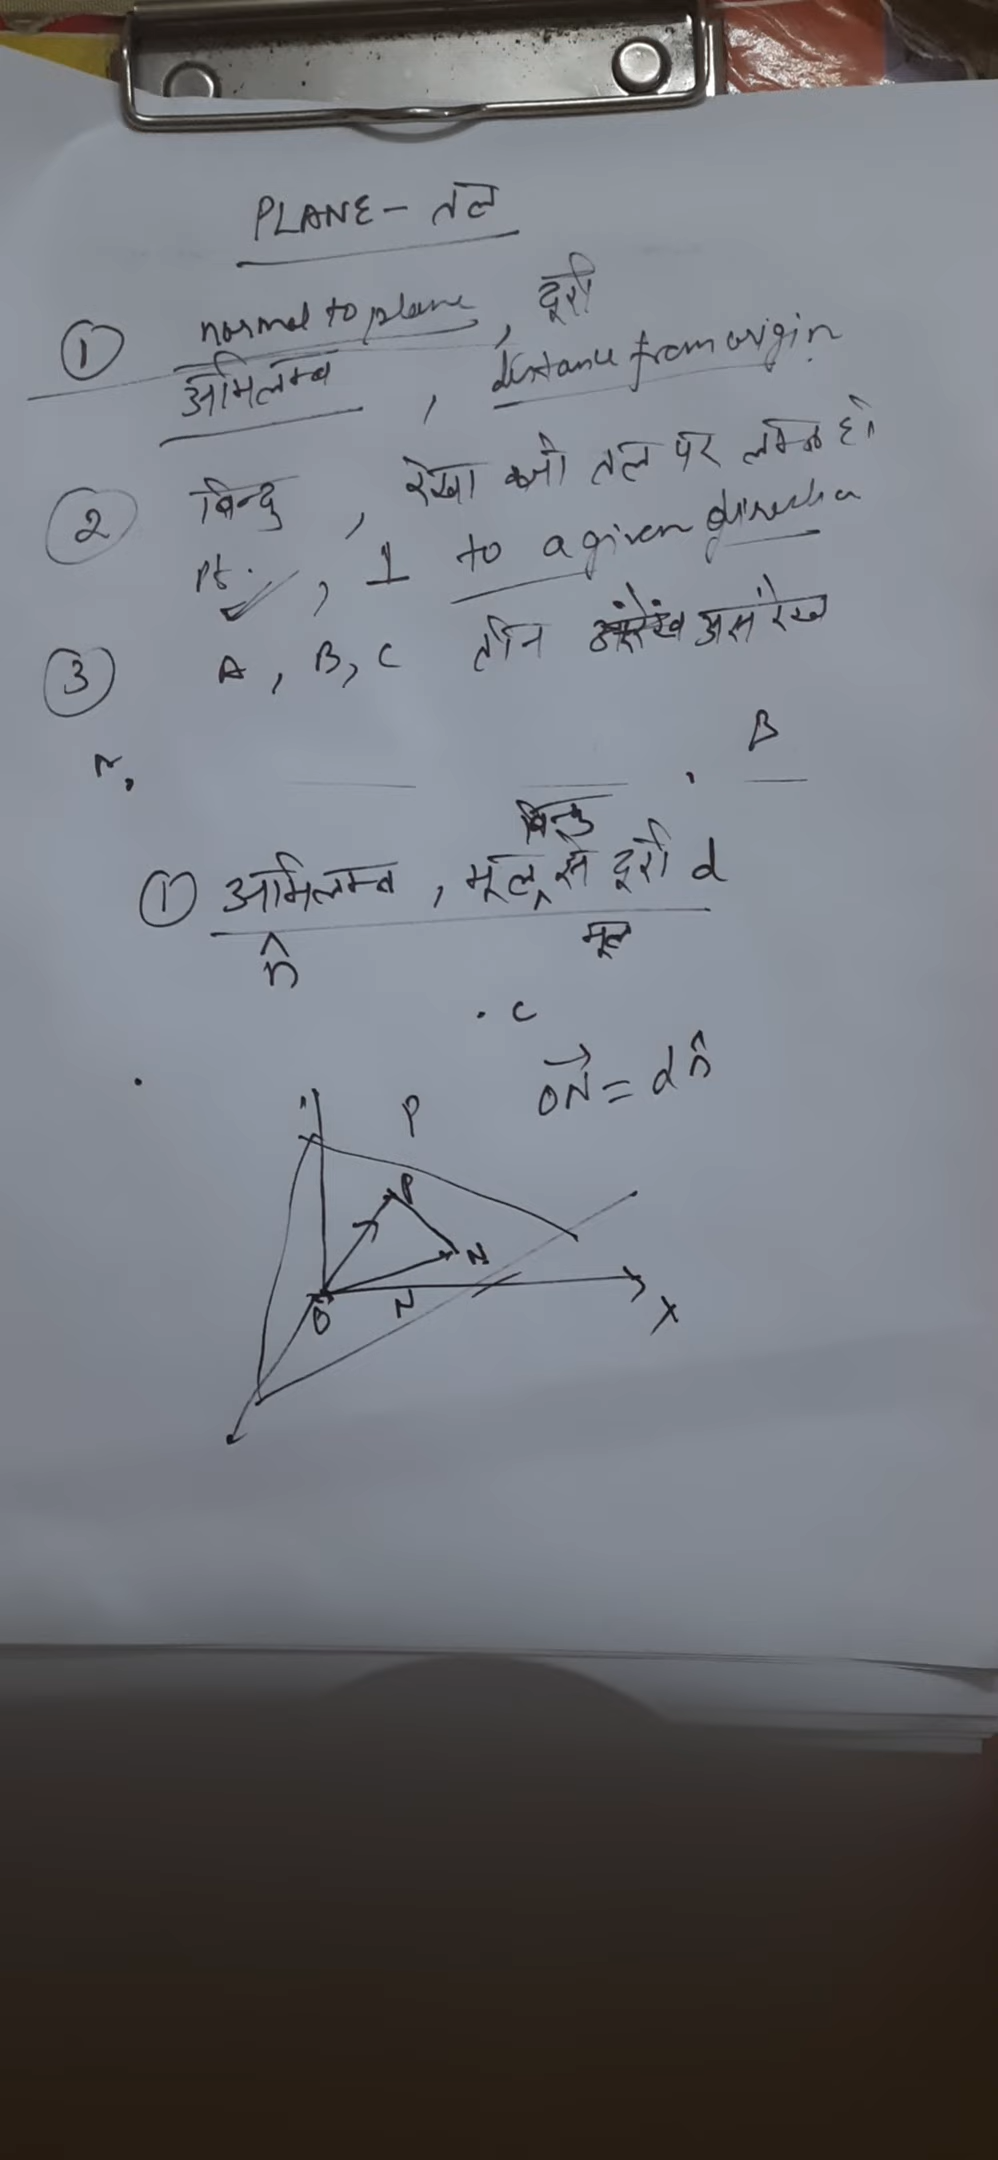 PLANE - तल
① normal to plane, दूरी
अभिलम्ब, distance from origin
② बिन्दु, रेखा जो तल पर लम्ब हो
Pt. ✓, ⊥ to a given direction
③ A, B, C तीन असंरेख
B
बिन्दु
① अभिलम्ब, मूल से दूरी d
n̂ मूल
. C
ON⃗ = d n̂
P
P
N
O N X